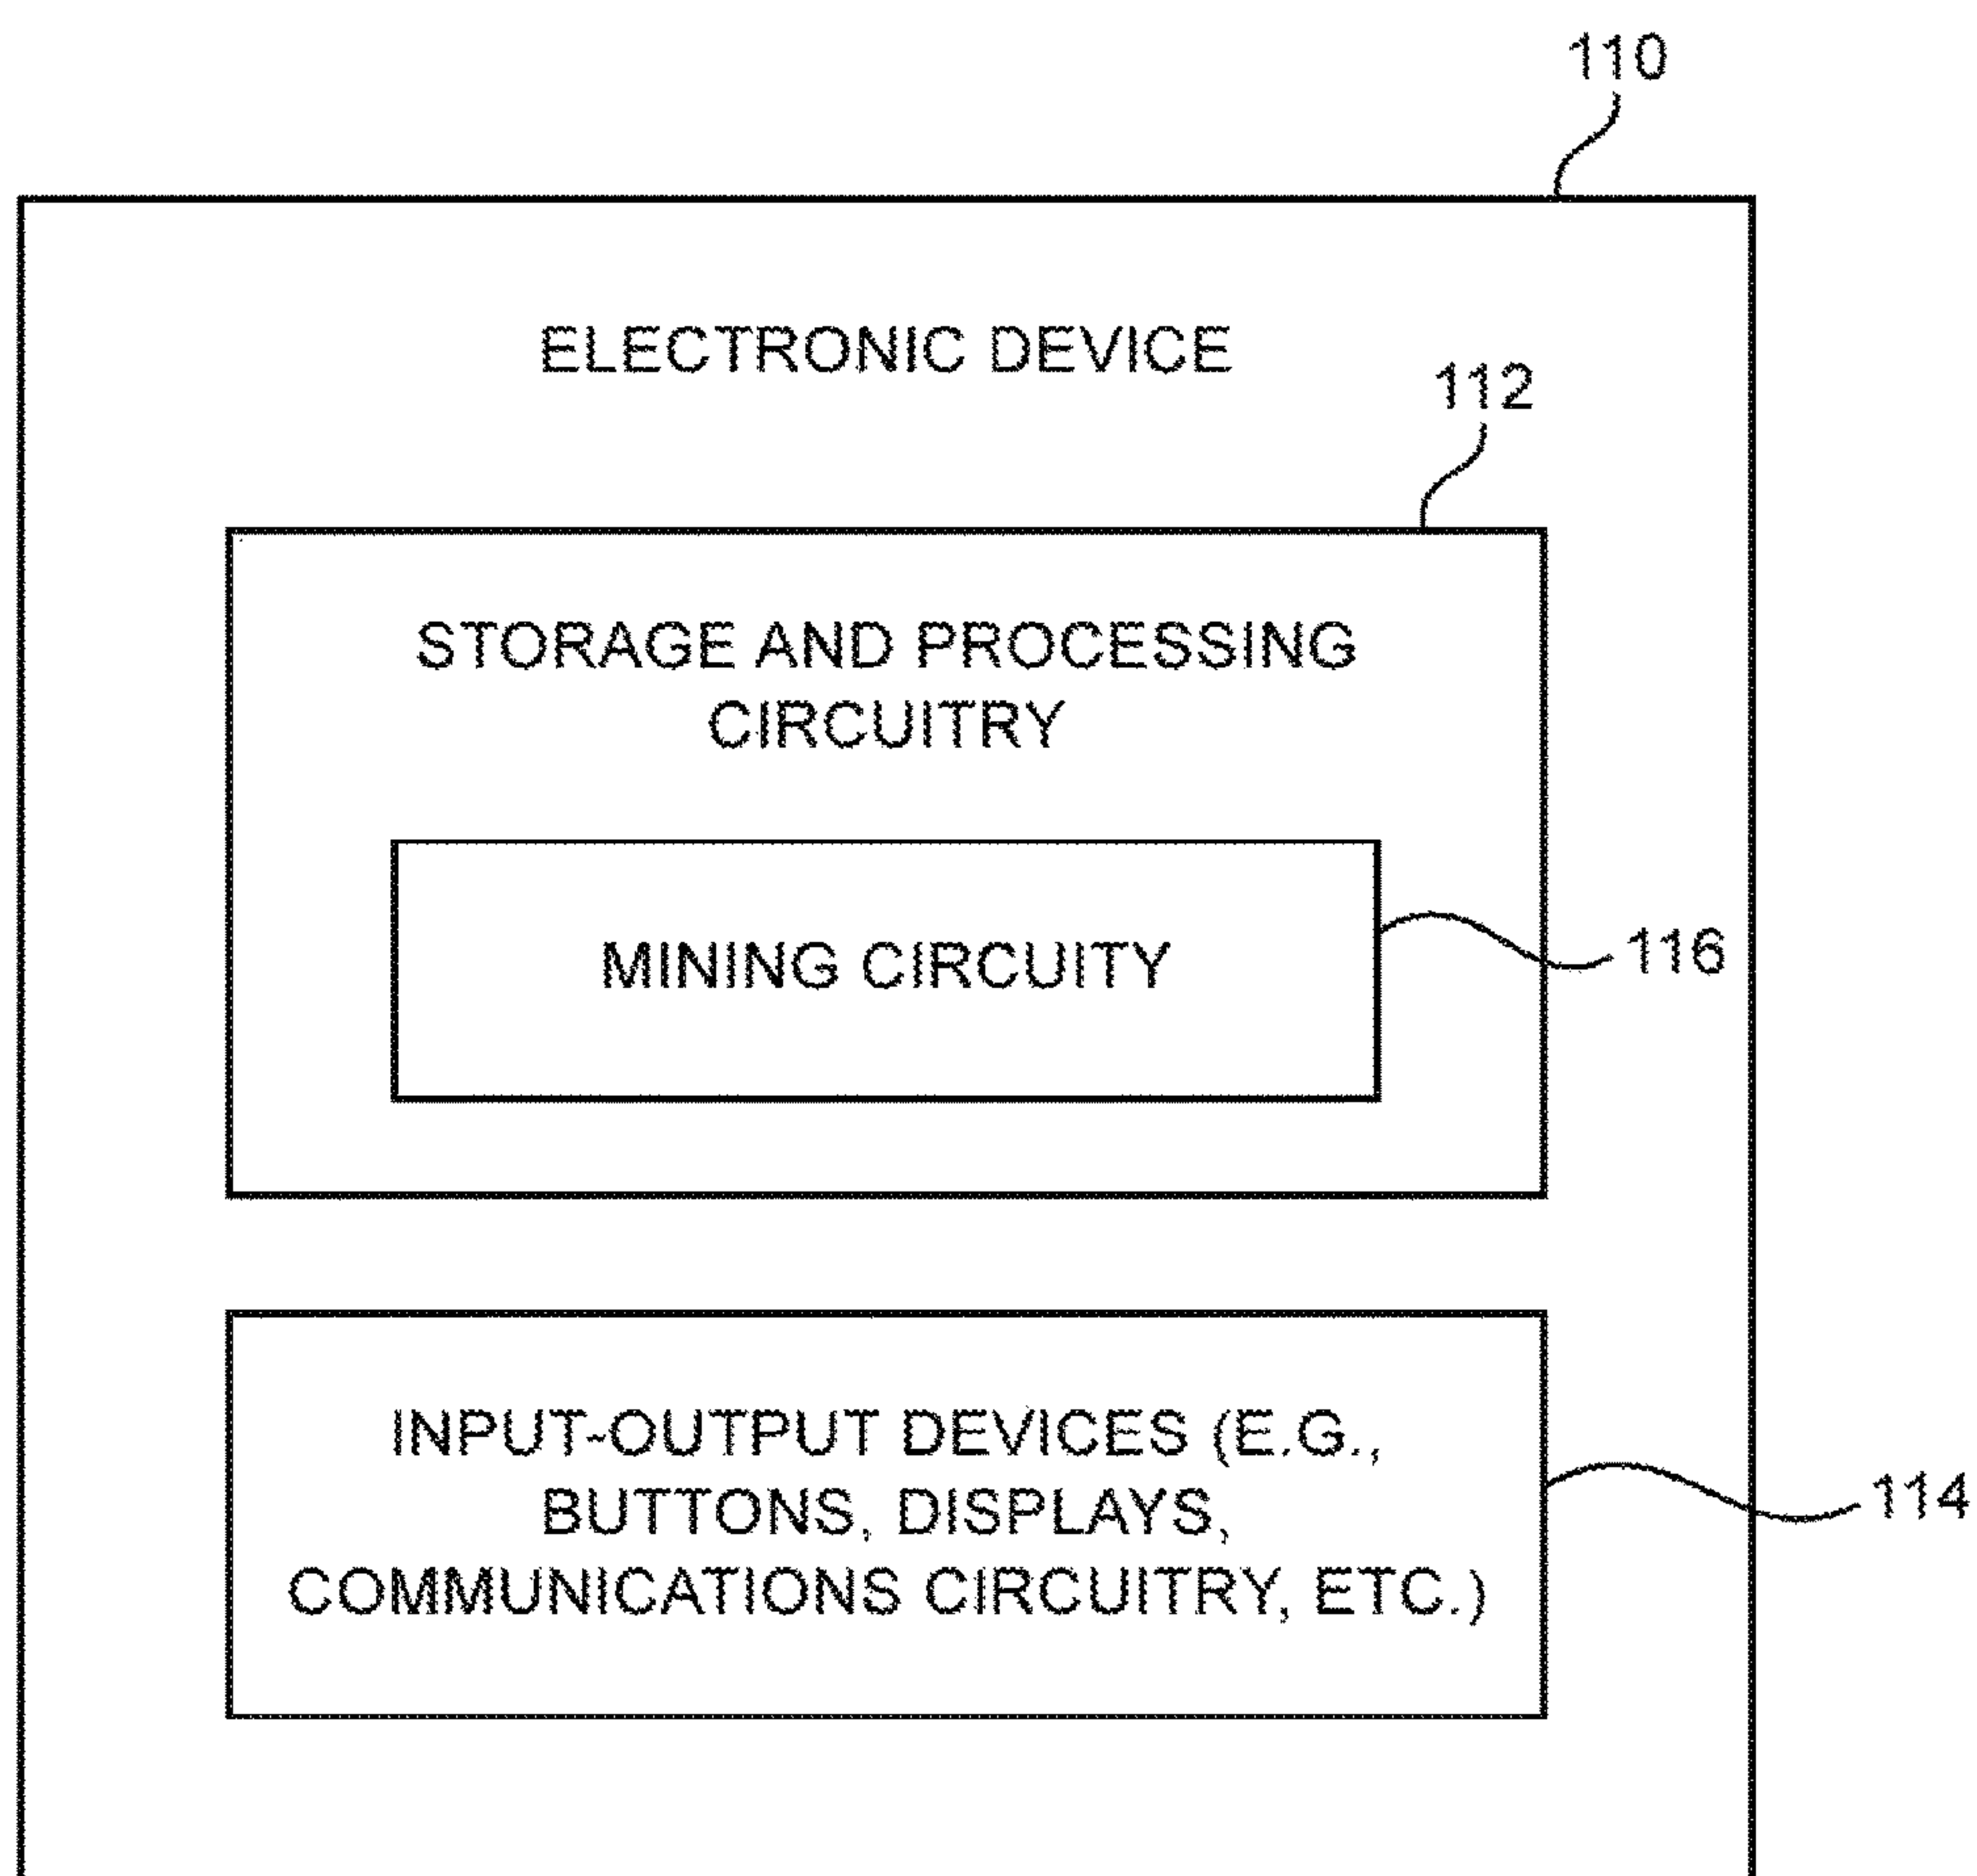 110
ELECTRONIC DEVICE
112
STORAGE AND PROCESSING
CIRCUITRY
MINING CIRCUITY
116
INPUT-OUTPUT DEVICES (E.G.,
BUTTONS, DISPLAYS,
COMMUNICATIONS CIRCUITRY, ETC.)
114